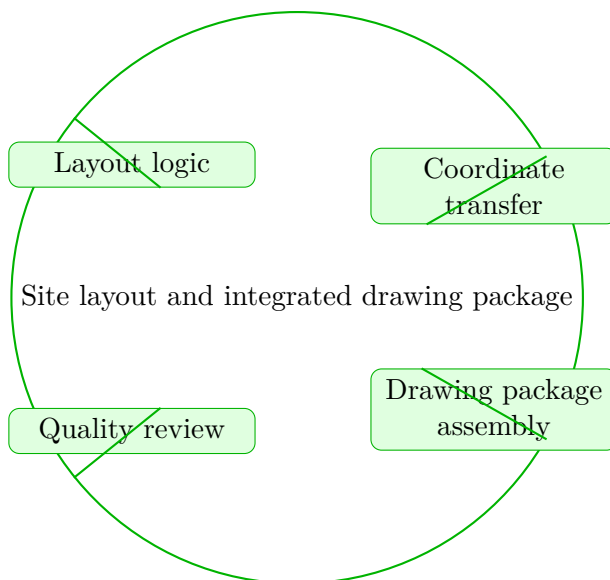 Layout logic
Coordinate
transfer
Site layout and integrated drawing package
Quality review
Drawing package
assembly